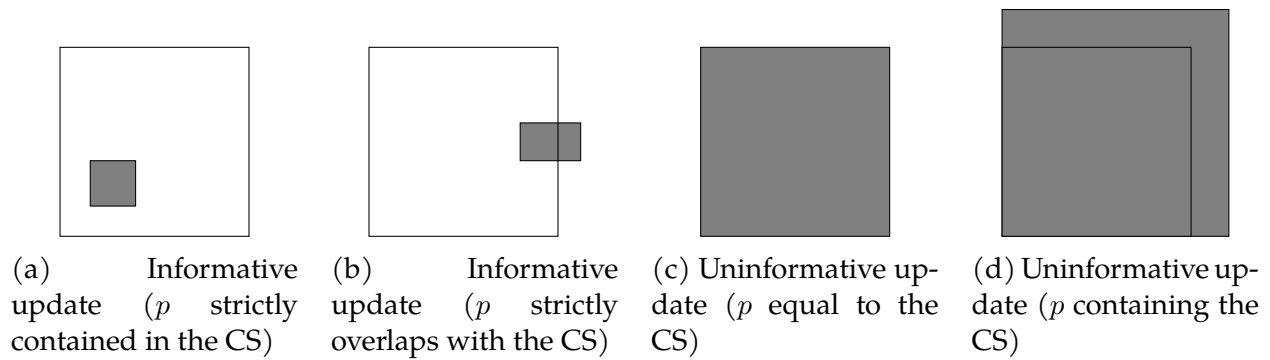 (a) Informative
update (p strictly
contained in the CS)
(b) Informative
update (p strictly
overlaps with the CS)
(c) Uninformative up-
date (p equal to the
CS)
(d) Uninformative up-
date (p containing the
CS)